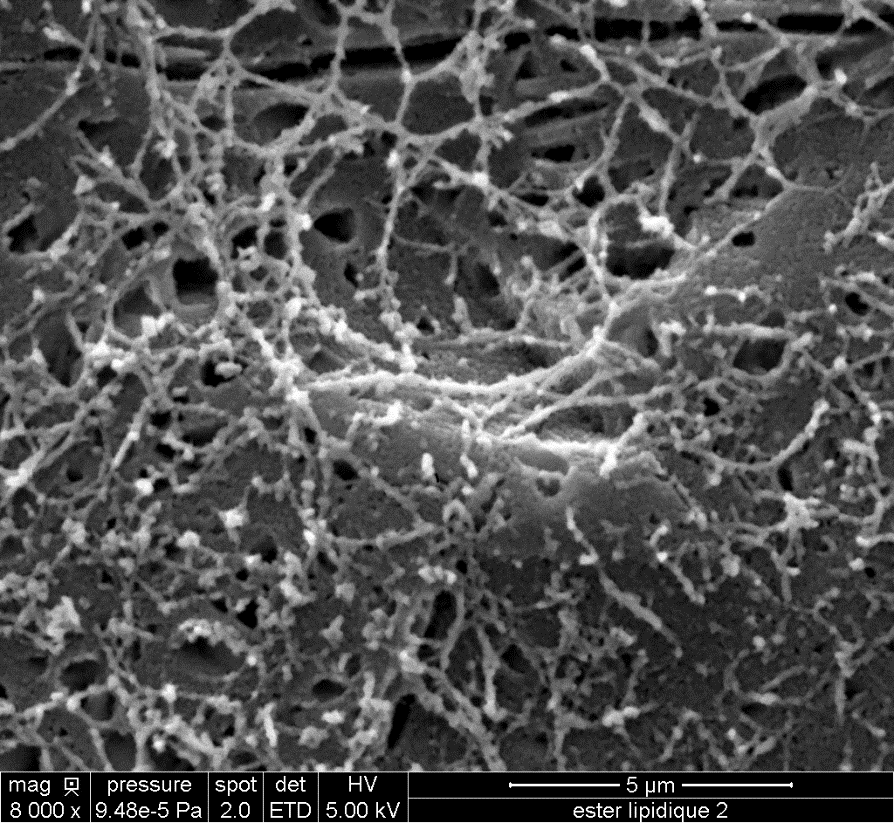 mag pressure spot det HV 5 µm
8 000 x 9.48e-5 Pa 2.0 ETD 5.00 kV ester lipidique 2